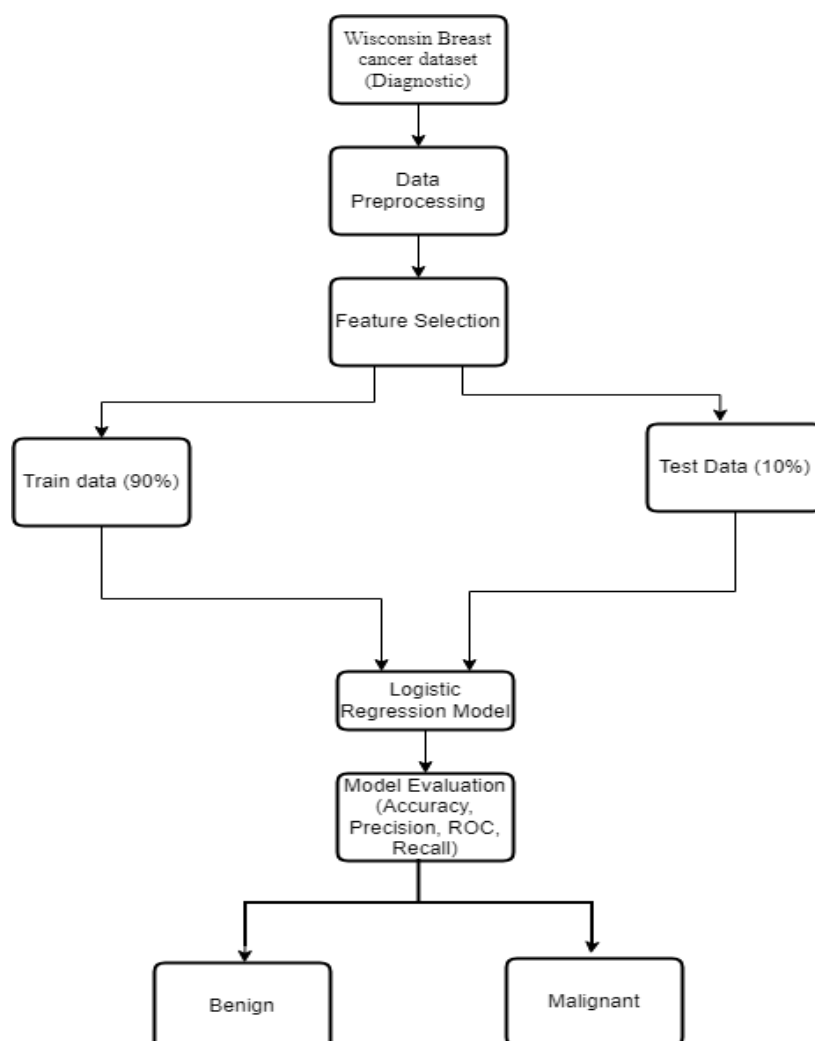 Wisconsin Breast
cancer dataset
(Diagnostic)
Data
Preprocessing
Feature Selection
Train data (90%)
Test Data (10%)
Logistic
Regression Model
Model Evaluation
(Accuracy,
Precision, ROC,
Recall)
Benign
Malignant